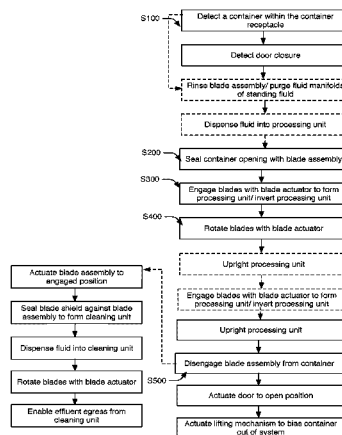 S100
Detect a container within the container
receptacle
Detect door closure
Rinse blade assembly/ purge fluid manifolds
of standing fluid
Dispense fluid into processing unit
S200
Seal container opening with blade assembly
S300
Engage blades with blade actuator to form
processing unit/ invert processing unit
S400
Rotate blades with blade actuator
Upright processing unit
Engage blades with blade actuator to form
processing unit/ invert processing unit
Upright processing unit
Disengage blade assembly from container
S500
Actuate door to open position
Actuate lifting mechanism to bias container
out of system
Actuate blade assembly to
engaged position
Seal blade shield against blade
assembly to form cleaning unit
Dispense fluid into cleaning unit
Rotate blades with blade actuator
Enable effluent egress from
cleaning unit